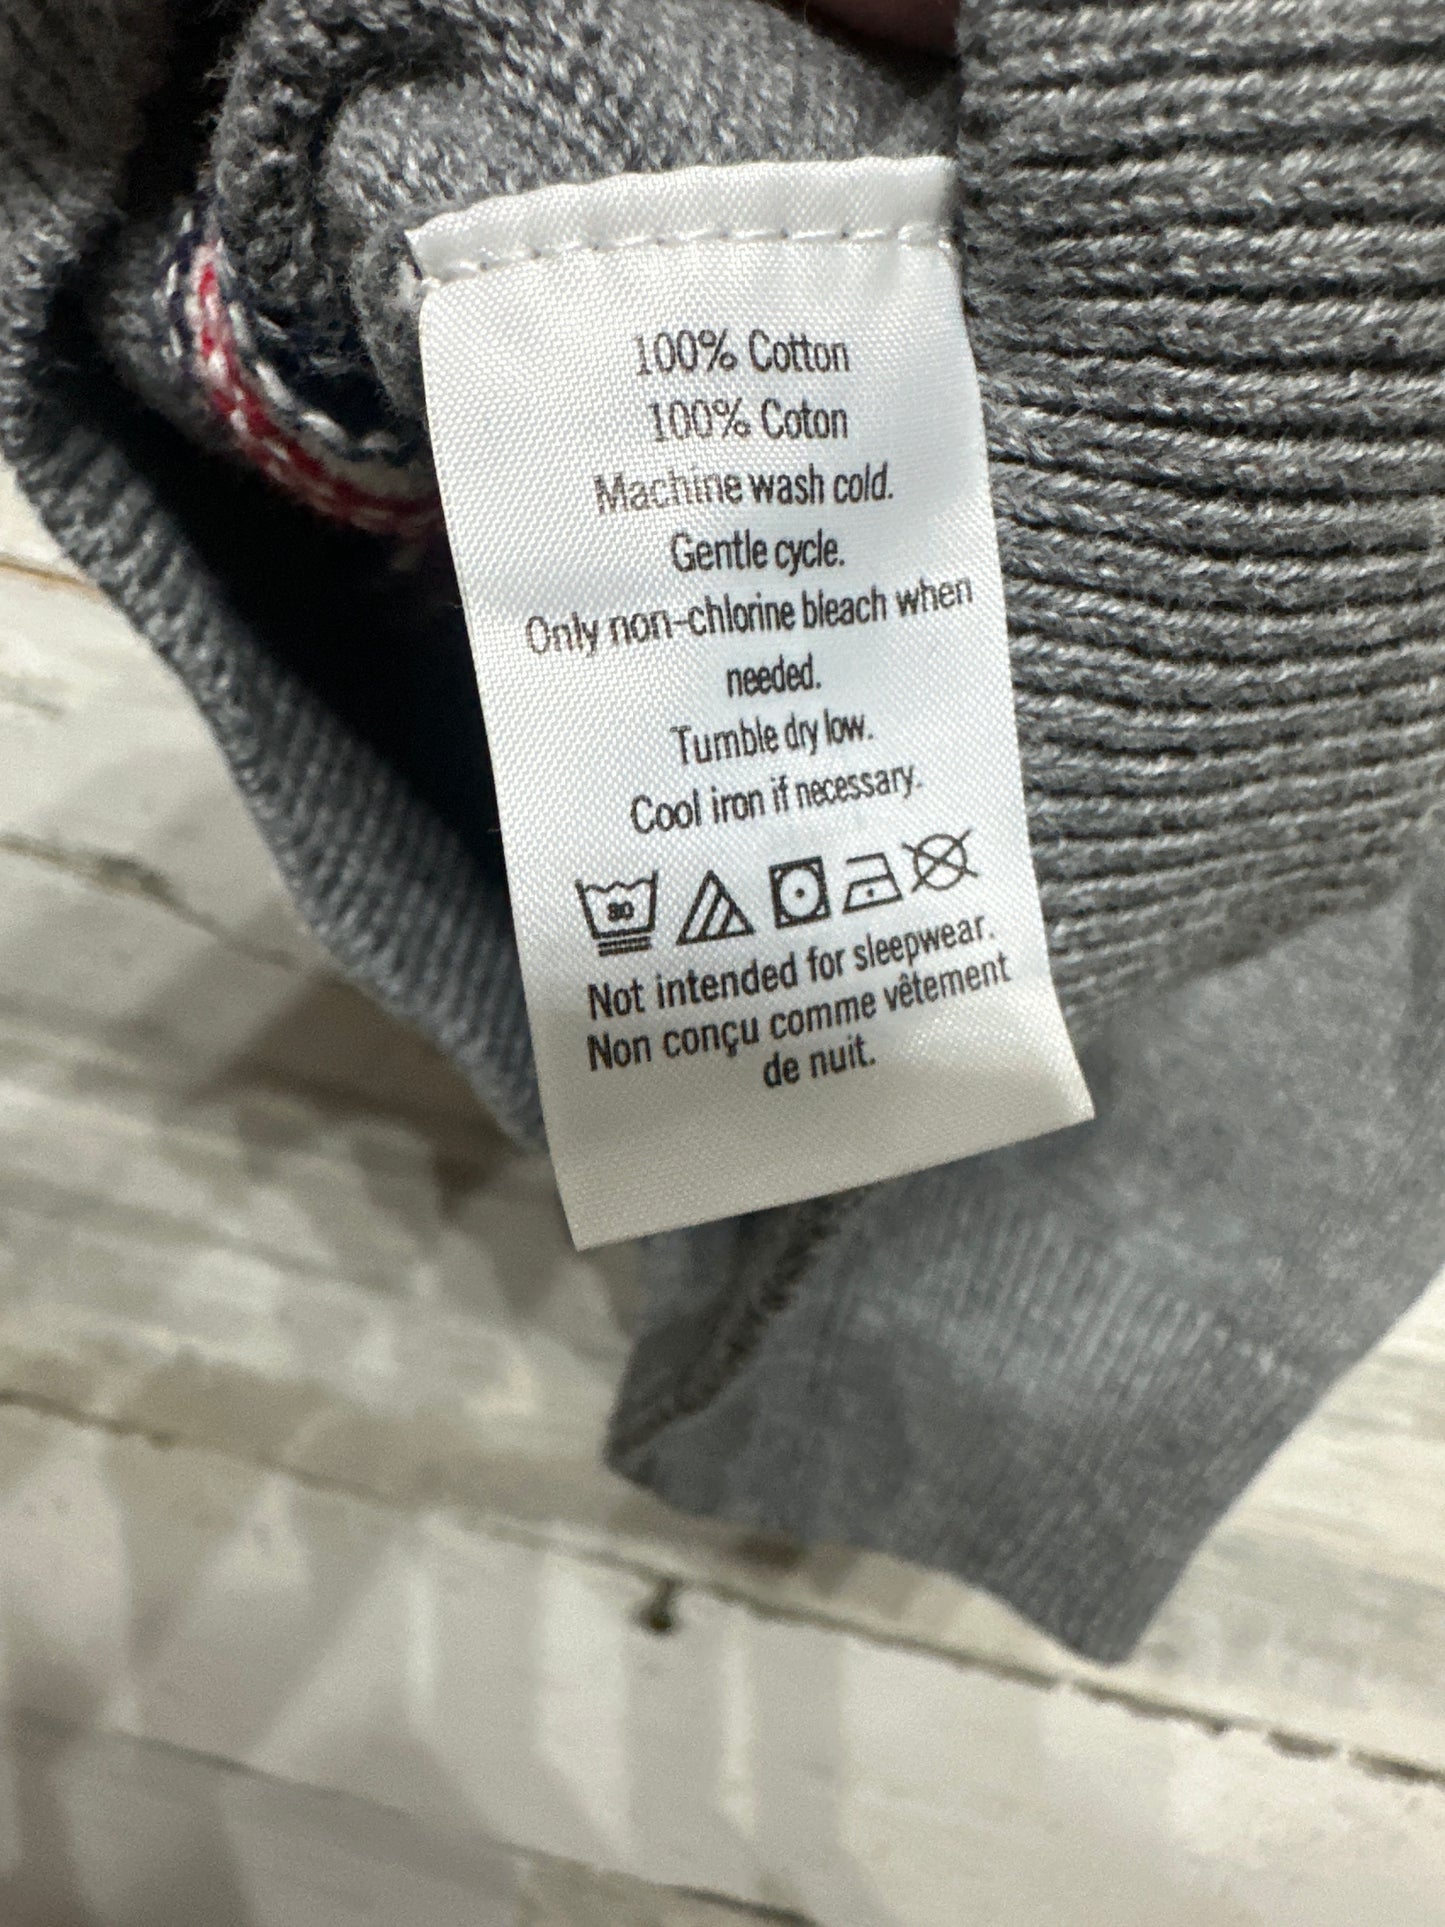 100% Cotton
100% Coton
Machine wash cold.
Gentle cycle.
Only non-chlorine bleach when
needed.
Tumble dry low.
Cool iron if necessary.
30
Not intended for sleepwear.
Non conçu comme vêtement
de nuit.